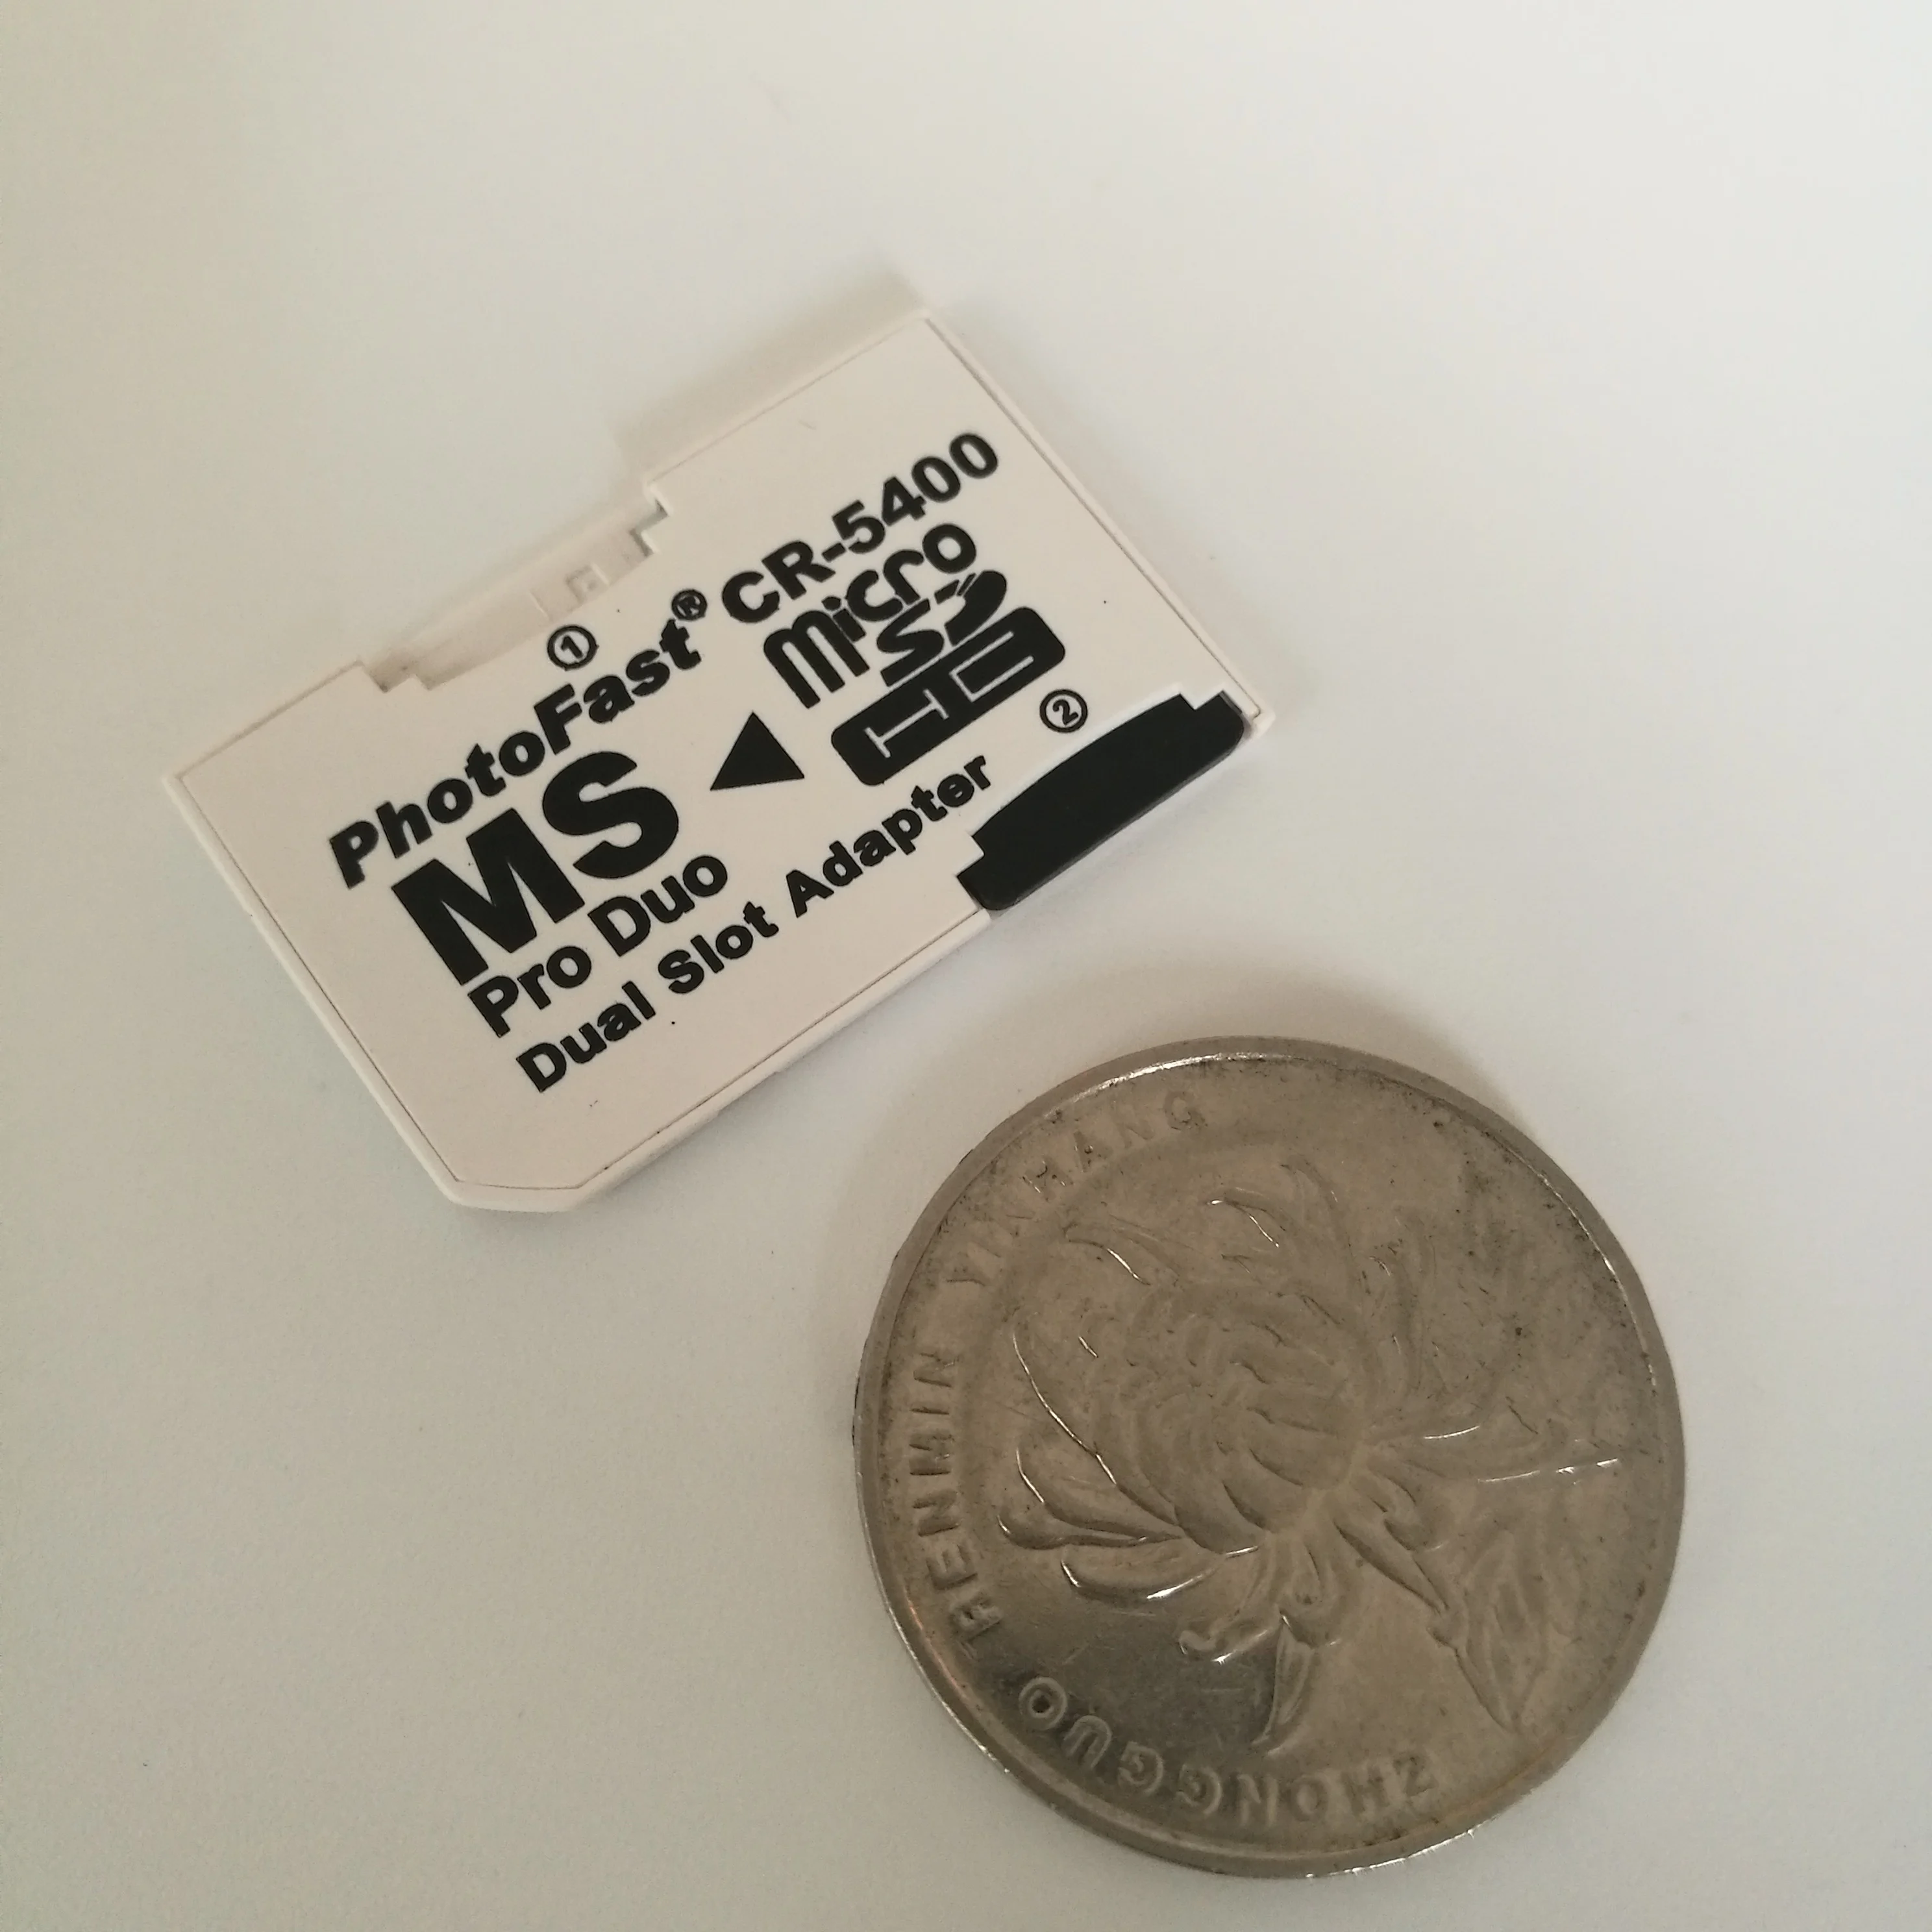 ①
PhotoFast® CR-5400
MS
Pro Duo
◀
Micro
SD
HC
Dual Slot Adapter
②
ZHONGGUO RENMIN YINHANG